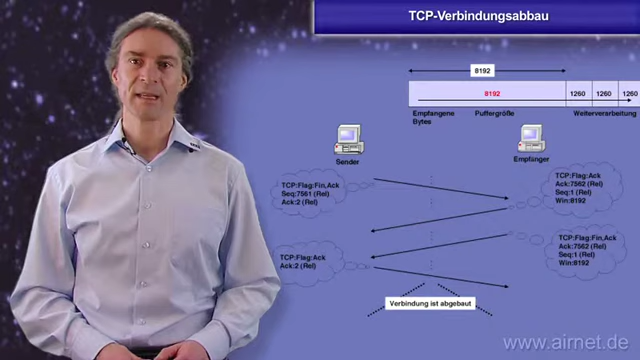 TCP-Verbindungsabbau
8192
8192
1260
1260
1260
Empfangene
Bytes
Puffergröße
Weiterverarbeitung
Sender
Empfänger
TCP:Flag:Fin,Ack
Seq:7561 (Rel)
Ack:2 (Rel)
TCP:Flag:Ack
Ack:7562 (Rel)
Seq:1 (Rel)
Win:8192
TCP:Flag:Fin,Ack
Ack:7562 (Rel)
Seq:1 (Rel)
Win:8192
TCP:Flag:Ack
Ack:2 (Rel)
Verbindung ist abgebaut
www.airnet.de